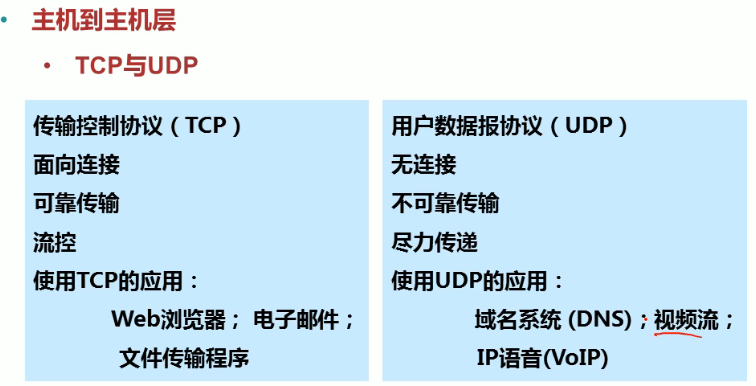 主机到主机层
TCP与UDP
传输控制协议（TCP）
面向连接
可靠传输
流控
使用TCP的应用：
Web浏览器； 电子邮件；
文件传输程序
用户数据报协议（UDP）
无连接
不可靠传输
尽力传递
使用UDP的应用：
域名系统 (DNS)；视频流；
IP语音(VoIP)